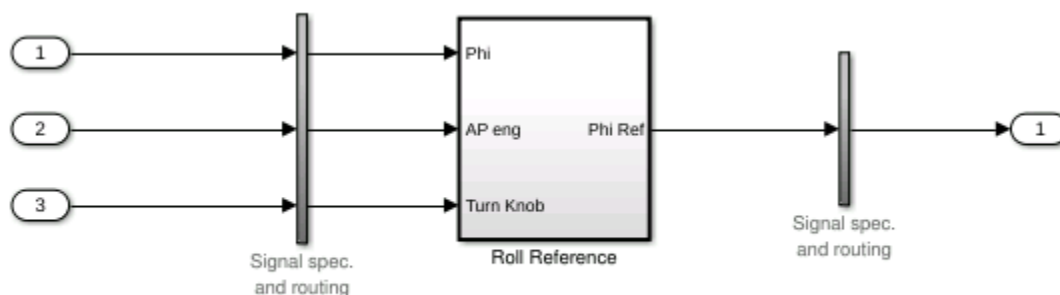 1
Phi
2
AP eng
Phi Ref
1
3
Turn Knob
Signal spec.
and routing
Roll Reference
Signal spec.
and routing